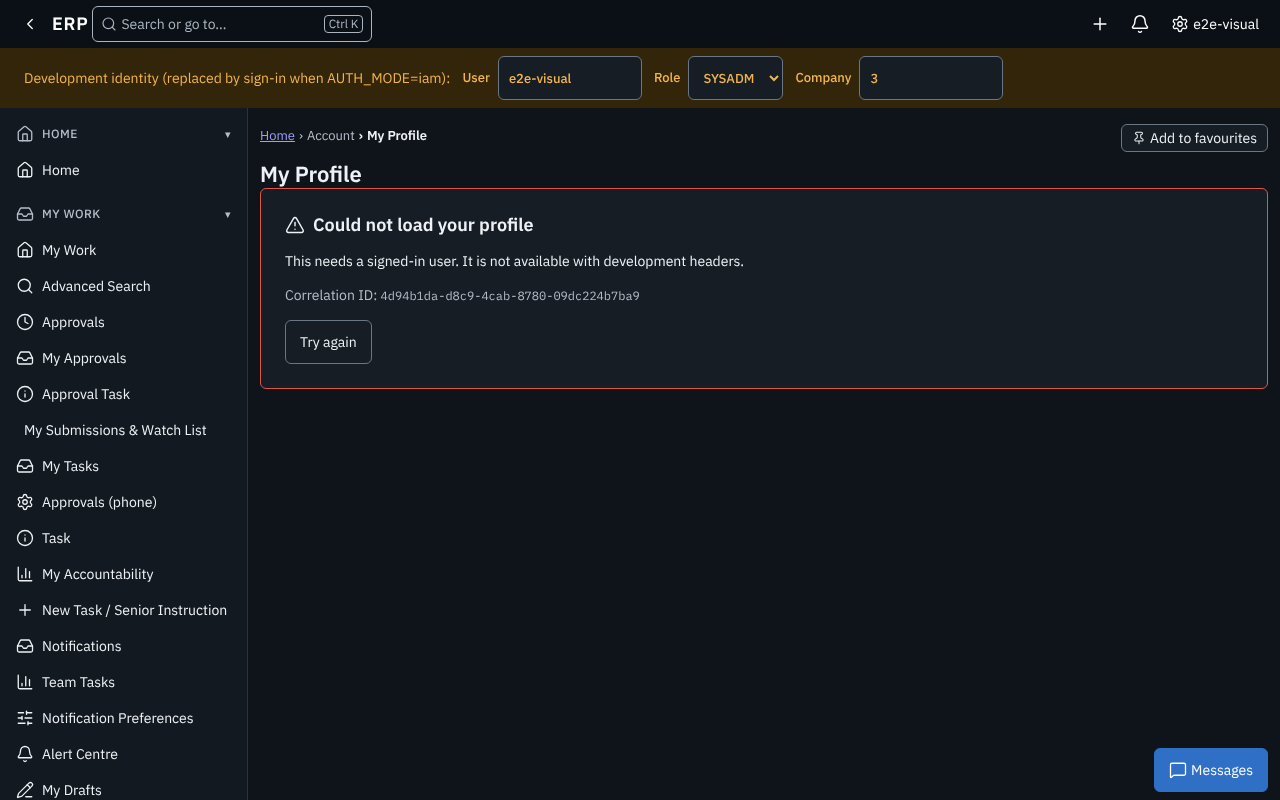 ERP
Search or go to...
Ctrl K
e2e-visual
Development identity (replaced by sign-in when AUTH_MODE=iam):
User
e2e-visual
Role
SYSADM
Company
3
HOME
Home
MY WORK
My Work
Advanced Search
Approvals
My Approvals
Approval Task
My Submissions & Watch List
My Tasks
Approvals (phone)
Task
My Accountability
New Task / Senior Instruction
Notifications
Team Tasks
Notification Preferences
Alert Centre
My Drafts
Home › Account › My Profile
Add to favourites
My Profile
Could not load your profile
This needs a signed-in user. It is not available with development headers.
Correlation ID: 4d94b1da-d8c9-4cab-8780-09dc224b7ba9
Try again
Messages